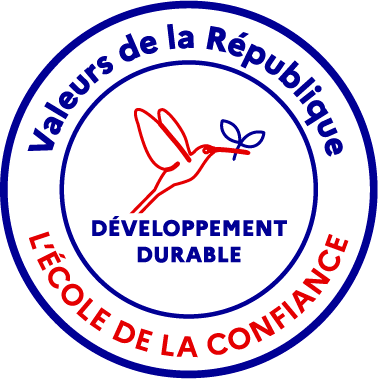 Valeurs de la République
DÉVELOPPEMENT
DURABLE
L'ÉCOLE DE LA CONFIANCE